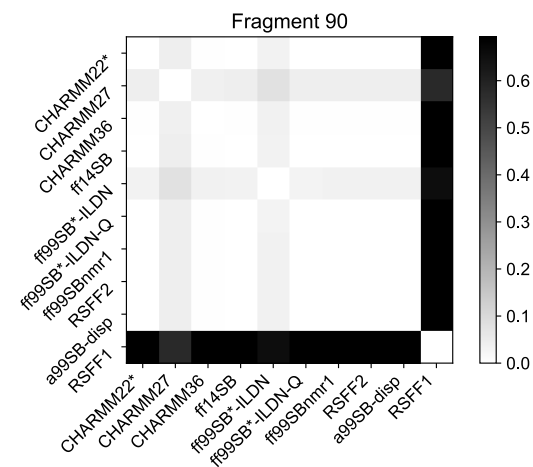 Fragment 90
CHARMM22*
CHARMM27
CHARMM36
ff14SB
ff99SB*-ILDN
ff99SB*-ILDN-Q
ff99SBnmr1
RSFF2
a99SB-disp
RSFF1
CHARMM22*
CHARMM27
CHARMM36
ff14SB
ff99SB*-ILDN
ff99SB*-ILDN-Q
ff99SBnmr1
RSFF2
a99SB-disp
RSFF1
0.6
0.5
0.4
0.3
0.2
0.1
0.0